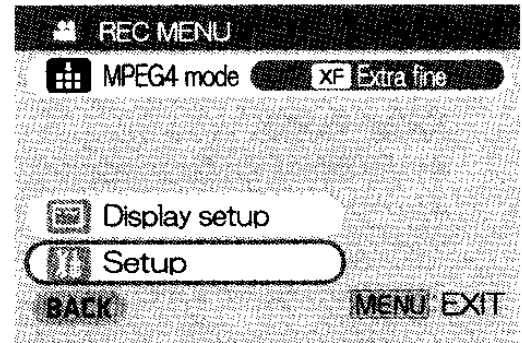 REC MENU
MPEG4 mode XF Extra fine
Display setup
Setup
BACK MENU EXIT